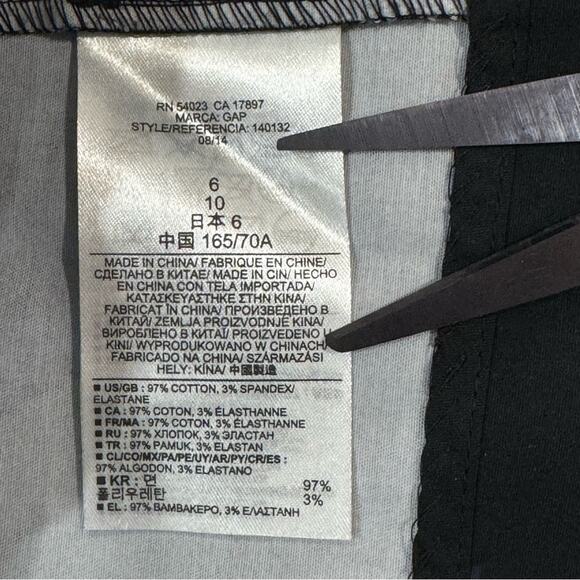 RN 54023 CA 17897
MARCA: GAP
STYLE/REFERENCIA: 140132
08/14
6
10
日本 6
中国 165/70A
MADE IN CHINA/ FABRIQUE EN CHINE/
СДЕЛАНО В КИТАЕ/ MADE IN CIN/ HECHO
EN CHINA CON TELA IMPORTADA/
ΚΑΤΑΣΚΕΥΑΣΤΗΚΕ ΣΤΗΝ ΚΙΝΑ/
FABRICAT ÎN CHINA/ ПРОИЗВЕДЕНО В
КИТАЙ/ ZEMLJA PROIZVODNJE KINA/
ВИРОБЛЕНО В КИТАЇ/ PROIZVEDENO U
KINI/ WYPRODUKOWANO W CHINACH/
FABRICADO NA CHINA/ SZÁRMAZÁSI
HELY: KÍNA/ 中國製造
■ US/GB : 97% COTTON, 3% SPANDEX/
ELASTANE
■ CA : 97% COTON, 3% ÉLASTHANNE
■ FR/MA : 97% COTON, 3% ÉLASTHANNE
■ RU : 97% ХЛОПОК, 3% ЭЛАСТАН
■ TR : 97% PAMUK, 3% ELASTAN
■ CL/CO/MX/PA/PE/UY/AR/PY/CR/ES :
97% ALGODON, 3% ELASTANO
■ KR : 면 97%
폴리우레탄 3%
■ EL : 97% ΒΑΜΒΑΚΕΡΟ, 3% ΕΛΑΣΤΑΝΗ